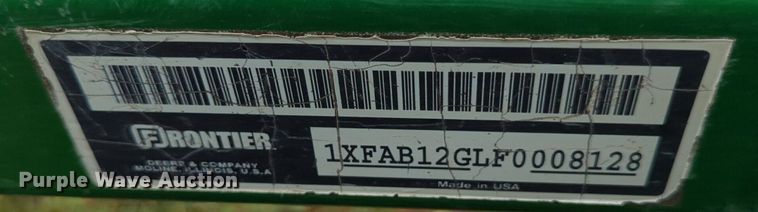 FRONTIER
DEERE & COMPANY
MOLINE, ILLINOIS, U.S.A
1XFAB12GLF0008128
Made in USA
Purple Wave Auction